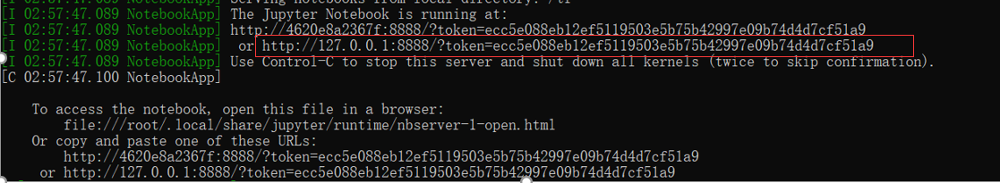 [I 02:57:47.089 NotebookApp] Serving notebooks from local directory: /tf
[I 02:57:47.089 NotebookApp] The Jupyter Notebook is running at:
[I 02:57:47.089 NotebookApp] http://4620e8a2367f:8888/?token=ecc5e088eb12ef5119503e5b75b42997e09b74d4d7cf51a9
[I 02:57:47.089 NotebookApp]  or http://127.0.0.1:8888/?token=ecc5e088eb12ef5119503e5b75b42997e09b74d4d7cf51a9
[I 02:57:47.089 NotebookApp] Use Control-C to stop this server and shut down all kernels (twice to skip confirmation).
[C 02:57:47.100 NotebookApp]
To access the notebook, open this file in a browser:
file:///root/.local/share/jupyter/runtime/nbserver-1-open.html
Or copy and paste one of these URLs:
http://4620e8a2367f:8888/?token=ecc5e088eb12ef5119503e5b75b42997e09b74d4d7cf51a9
or http://127.0.0.1:8888/?token=ecc5e088eb12ef5119503e5b75b42997e09b74d4d7cf51a9